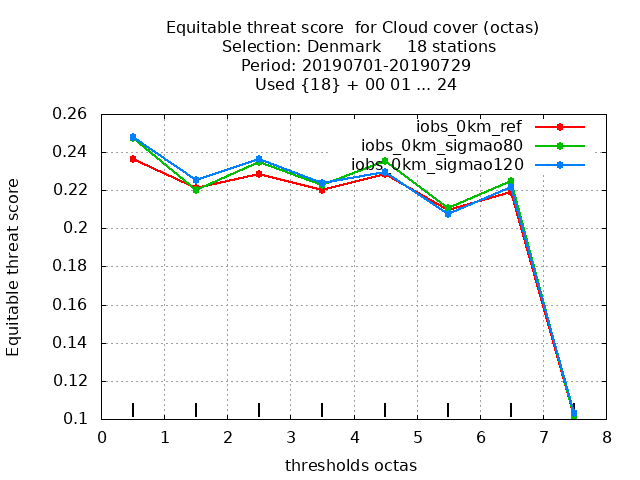 Equitable threat score  for Cloud cover (octas)
Selection: Denmark     18 stations
Period: 20190701-20190729
Used {18} + 00 01 ... 24
iobs_0km_ref
iobs_0km_sigmao80
iobs_0km_sigmao120
Equitable threat score
0.26
0.24
0.22
0.2
0.18
0.16
0.14
0.12
0.1
0 1 2 3 4 5 6 7 8
thresholds octas